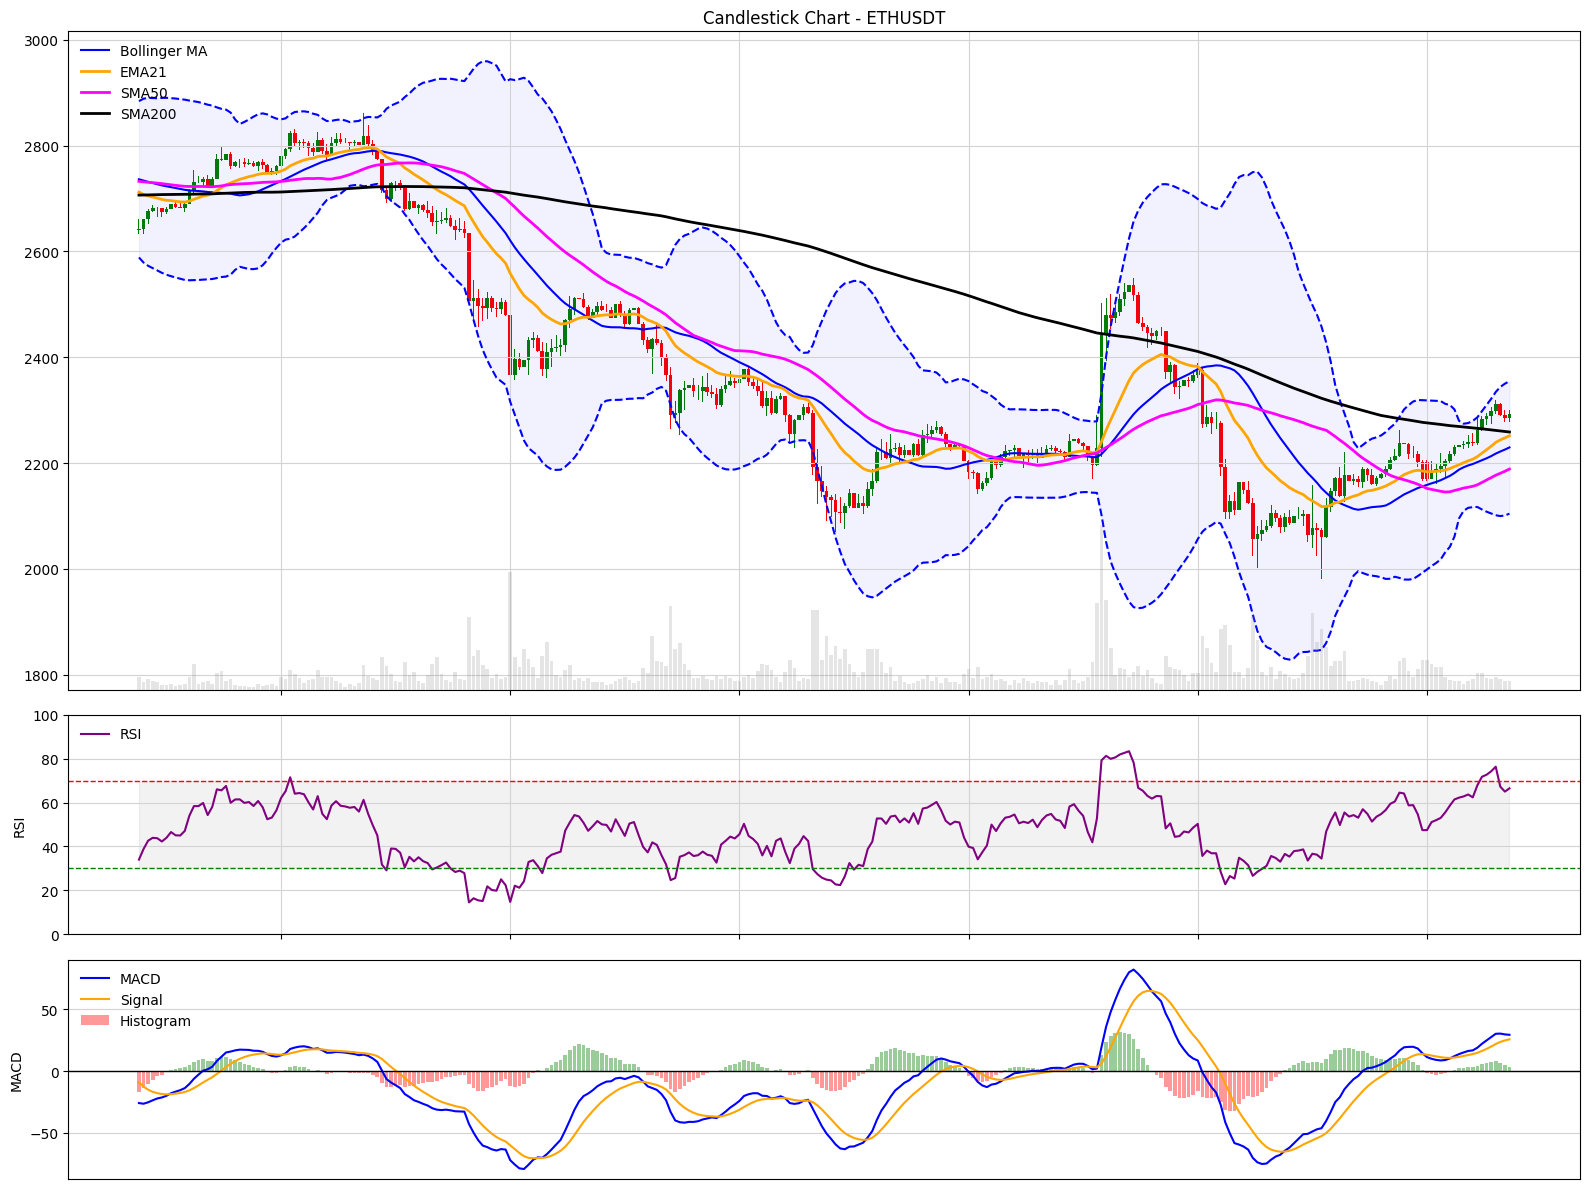 Candlestick Chart - ETHUSDT
3000
Bollinger MA
EMA21
SMA50
SMA200
2800
2600
2400
2200
2000
1800
100
RSI
80
60
RSI
40
20
0
MACD
50
Signal
Histogram
MACD
0
−50